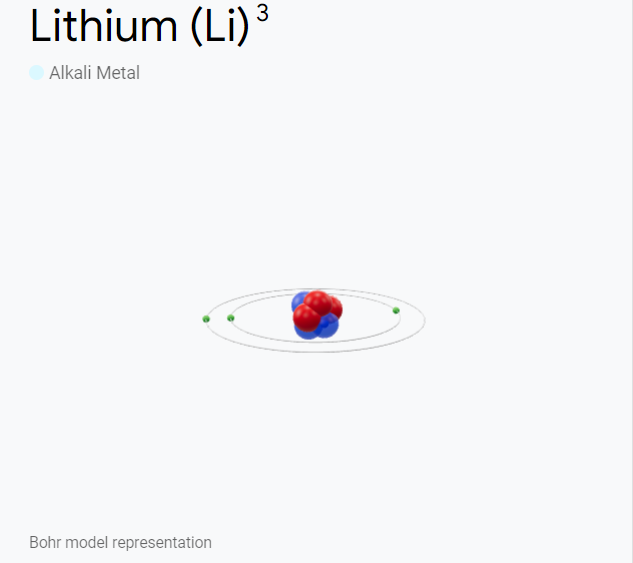 Lithium (Li) 3
Alkali Metal
Bohr model representation